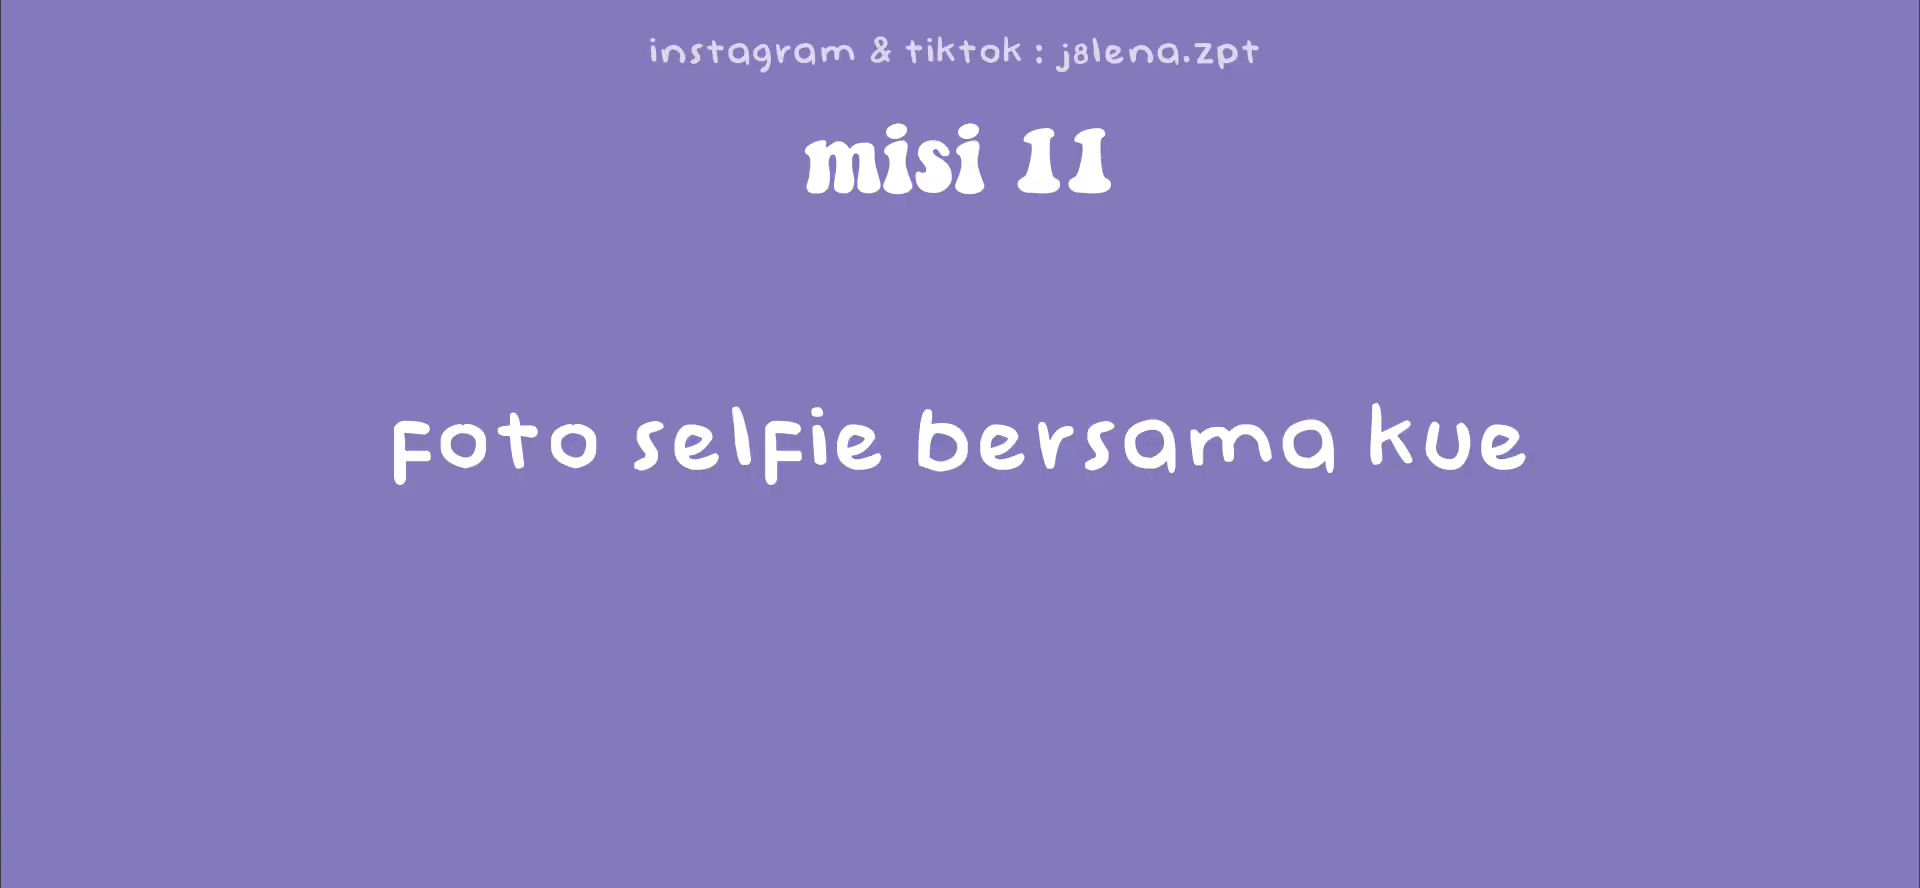 instagram & tiktok : j8lena.zpt
misi 11
foto selfie bersama kue